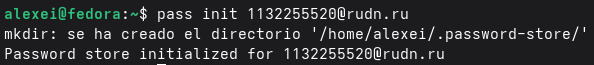 alexei@fedora:~$ pass init 1132255520@rudn.ru
mkdir: se ha creado el directorio '/home/alexei/.password-store/'
Password store initialized for 1132255520@rudn.ru